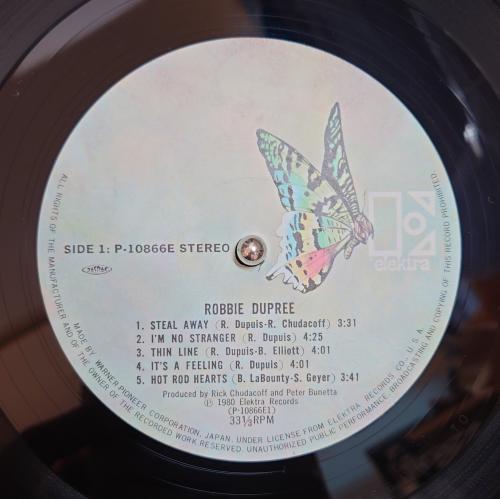 SIDE 1: P-10866E STEREO
elektra
ROBBIE DUPREE
1. STEAL AWAY (R. Dupuis-R. Chudacoff) 3:31
2. I'M NO STRANGER (R. Dupuis) 4:25
3. THIN LINE (R. Dupuis-B. Elliott) 4:01
4. IT'S A FEELING (R. Dupuis) 4:01
5. HOT ROD HEARTS (B. LaBounty-S. Geyer) 3:41
Produced by Rick Chudacoff and Peter Bunetta
Ⓟ 1980 Elektra Records
(P-10866E1)
33⅓RPM
ALL RIGHTS OF THE MANUFACTURER AND OF THE OWNER OF THE RECORDED WORK RESERVED. UNAUTHORIZED PUBLIC PERFORMANCE, BROADCASTING AND COPYING OF THIS RECORD PROHIBITED.
MADE BY WARNER-PIONEER CORPORATION, JAPAN, UNDER LICENSE FROM ELEKTRA RECORDS CO., U.S.A.